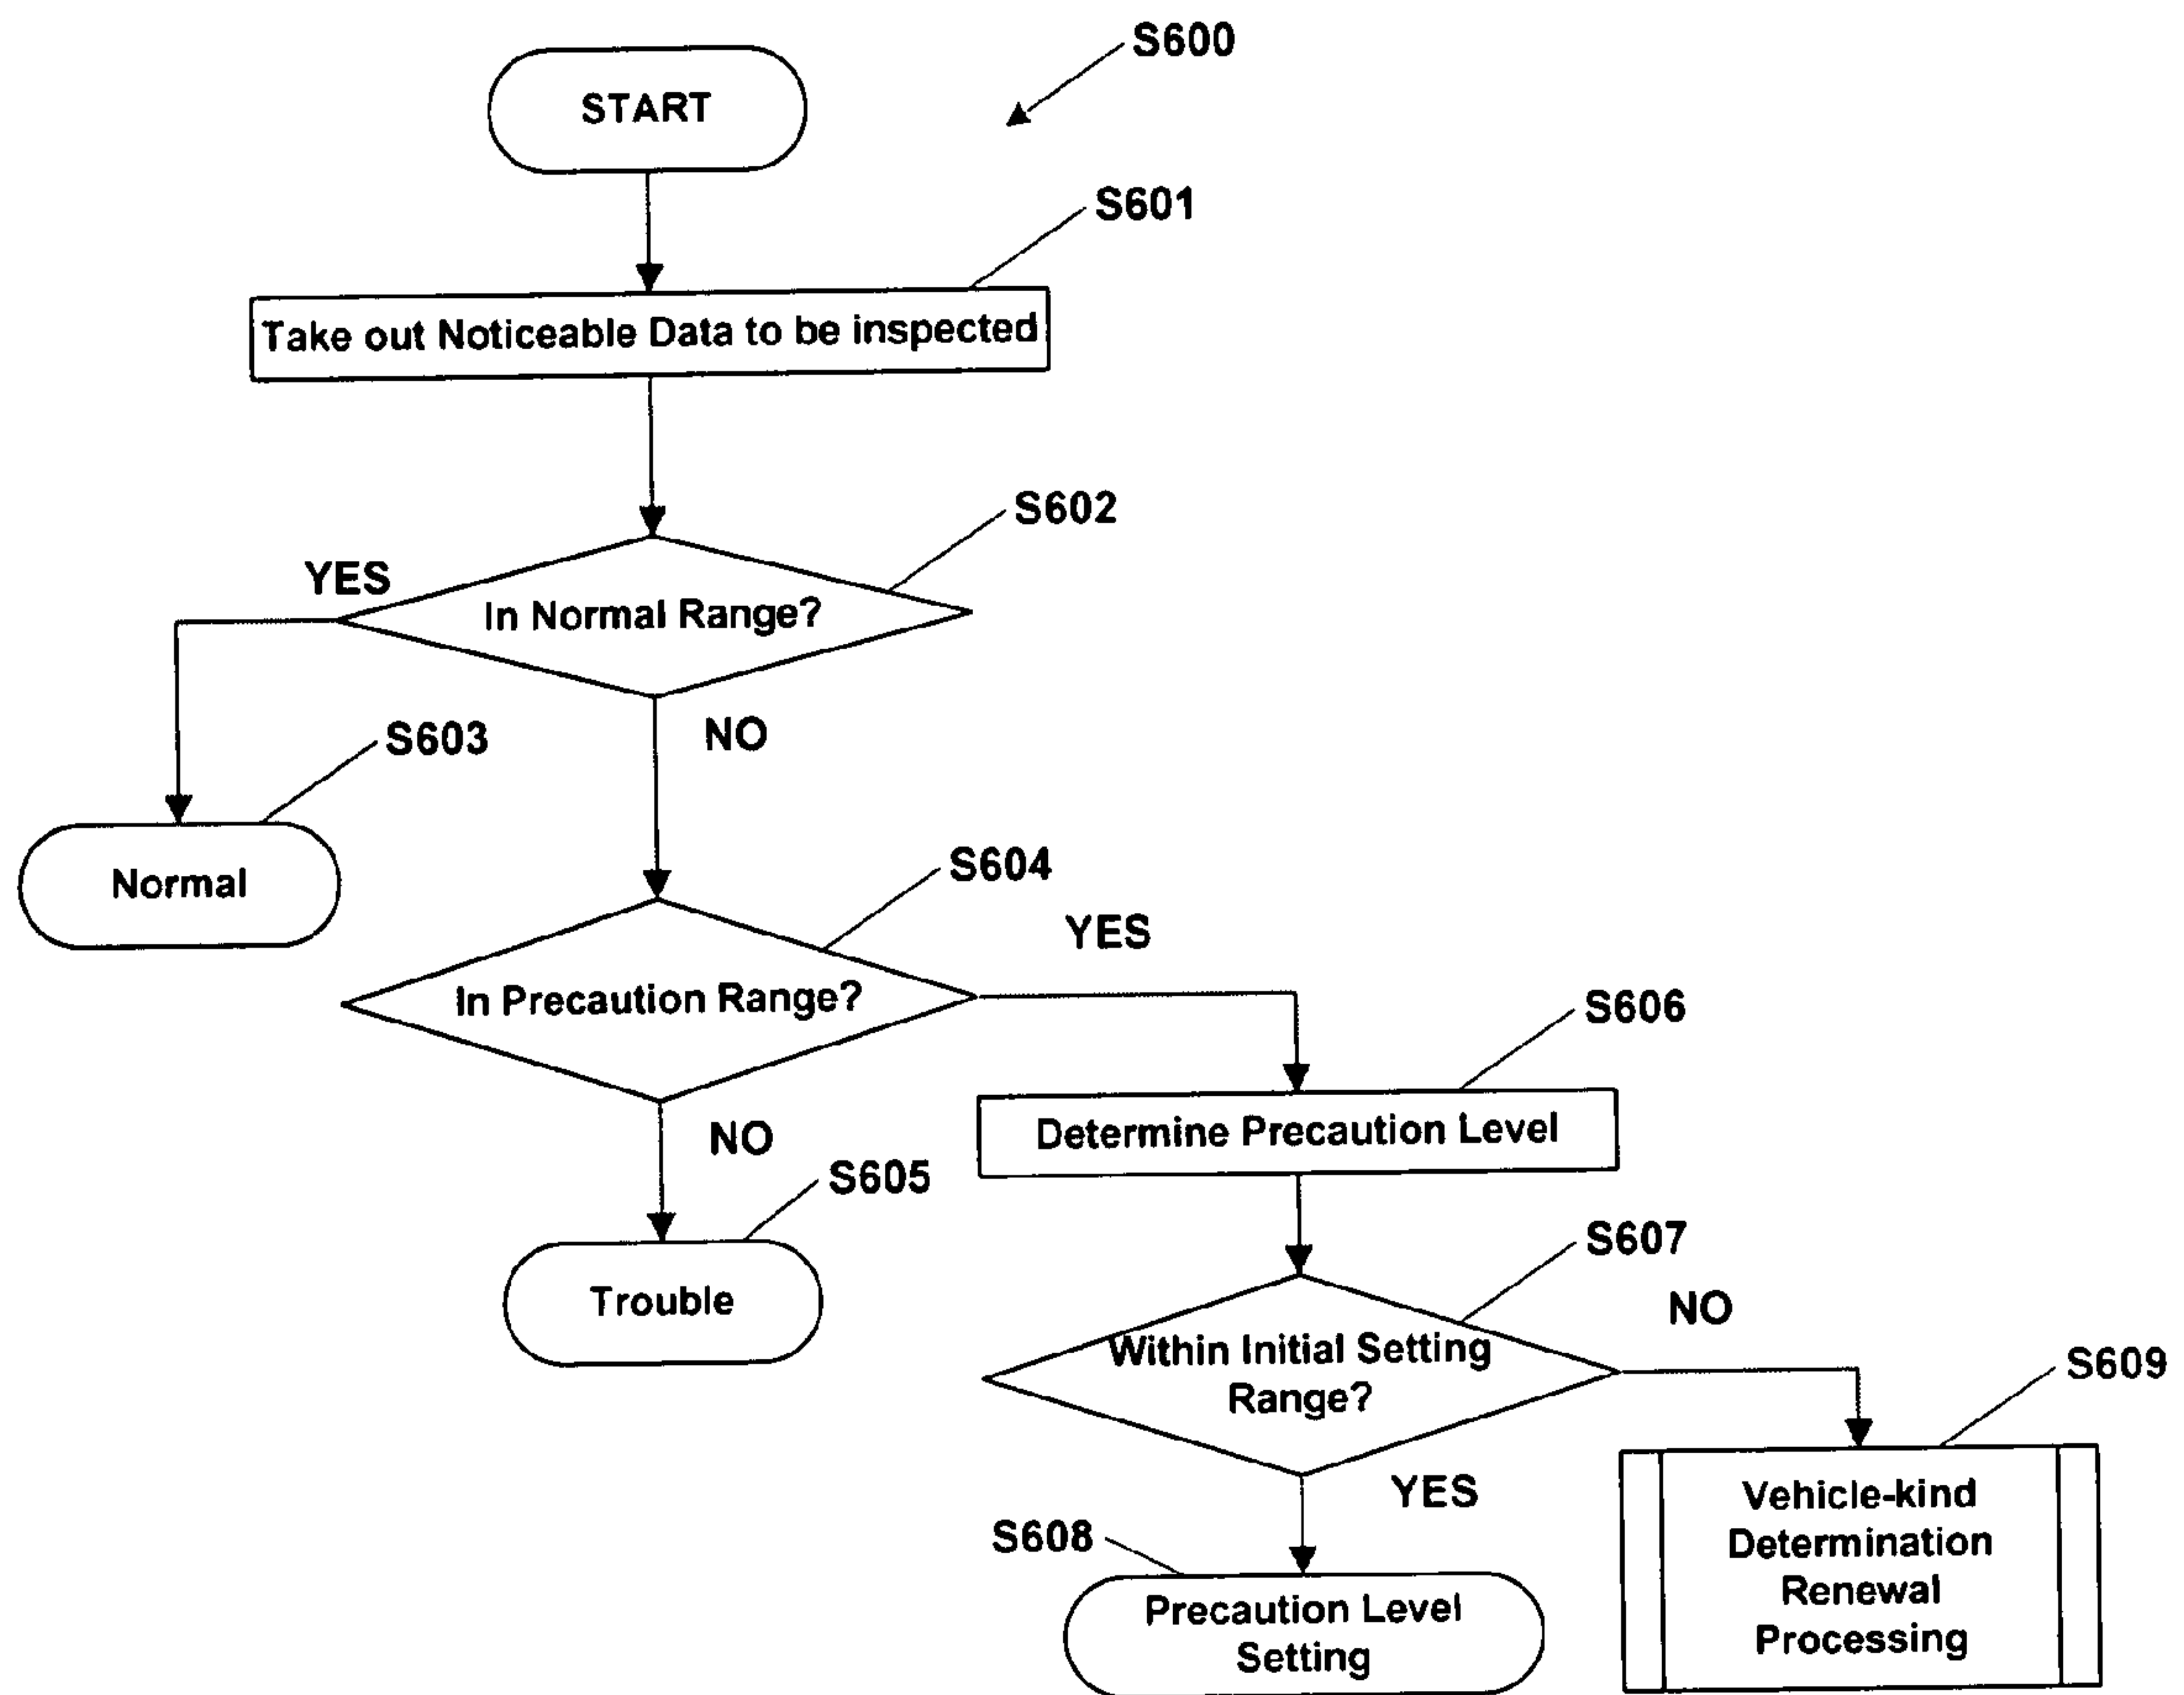 S600
START
S601
Take out Noticeable Data to be inspected
S602
YES
In Normal Range?
NO
S603
Normal
S604
YES
In Precaution Range?
S606
NO
Determine Precaution Level
S605
Trouble
S607
NO
Within Initial Setting
Range?
S609
YES
S608
Precaution Level
Setting
Vehicle-kind
Determination
Renewal
Processing